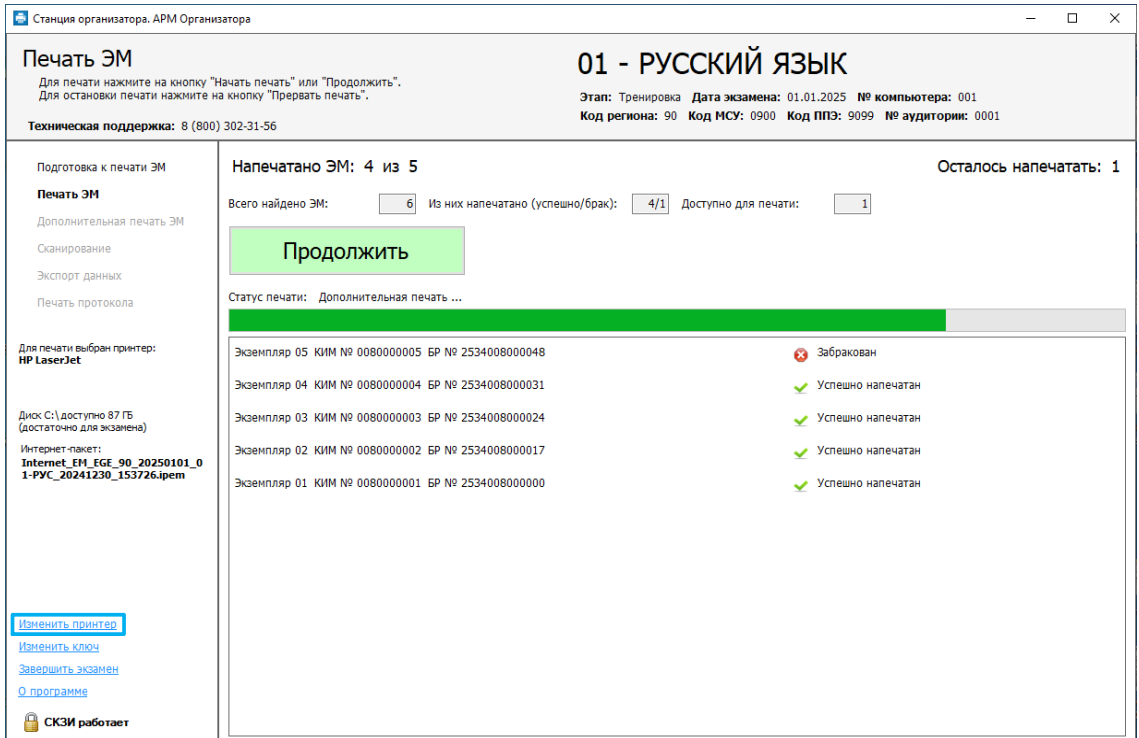 Станция организатора. АРМ Организатора
Печать ЭМ
Для печати нажмите на кнопку "Начать печать" или "Продолжить".
Для остановки печати нажмите на кнопку "Прервать печать".
Техническая поддержка: 8 (800) 302-31-56
01 - РУССКИЙ ЯЗЫК
Этап: Тренировка Дата экзамена: 01.01.2025 № компьютера: 001
Код региона: 90 Код МСУ: 0900 Код ППЭ: 9099 № аудитории: 0001
Подготовка к печати ЭМ
Печать ЭМ
Дополнительная печать ЭМ
Сканирование
Экспорт данных
Печать протокола
Для печати выбран принтер:
HP LaserJet
Диск C:\ доступно 87 ГБ
(достаточно для экзамена)
Интернет-пакет:
Internet_EM_EGE_90_20250101_0
1-РУС_20241230_153726.ipem
Изменить принтер
Изменить ключ
Завершить экзамен
О программе
СКЗИ работает
Напечатано ЭМ: 4 из 5 Осталось напечатать: 1
Всего найдено ЭМ: 6 Из них напечатано (успешно/брак): 4/1 Доступно для печати: 1
Продолжить
Статус печати: Дополнительная печать ...
Экземпляр 05 КИМ № 0080000005 БР № 2534008000048 Забракован
Экземпляр 04 КИМ № 0080000004 БР № 2534008000031 Успешно напечатан
Экземпляр 03 КИМ № 0080000003 БР № 2534008000024 Успешно напечатан
Экземпляр 02 КИМ № 0080000002 БР № 2534008000017 Успешно напечатан
Экземпляр 01 КИМ № 0080000001 БР № 2534008000000 Успешно напечатан